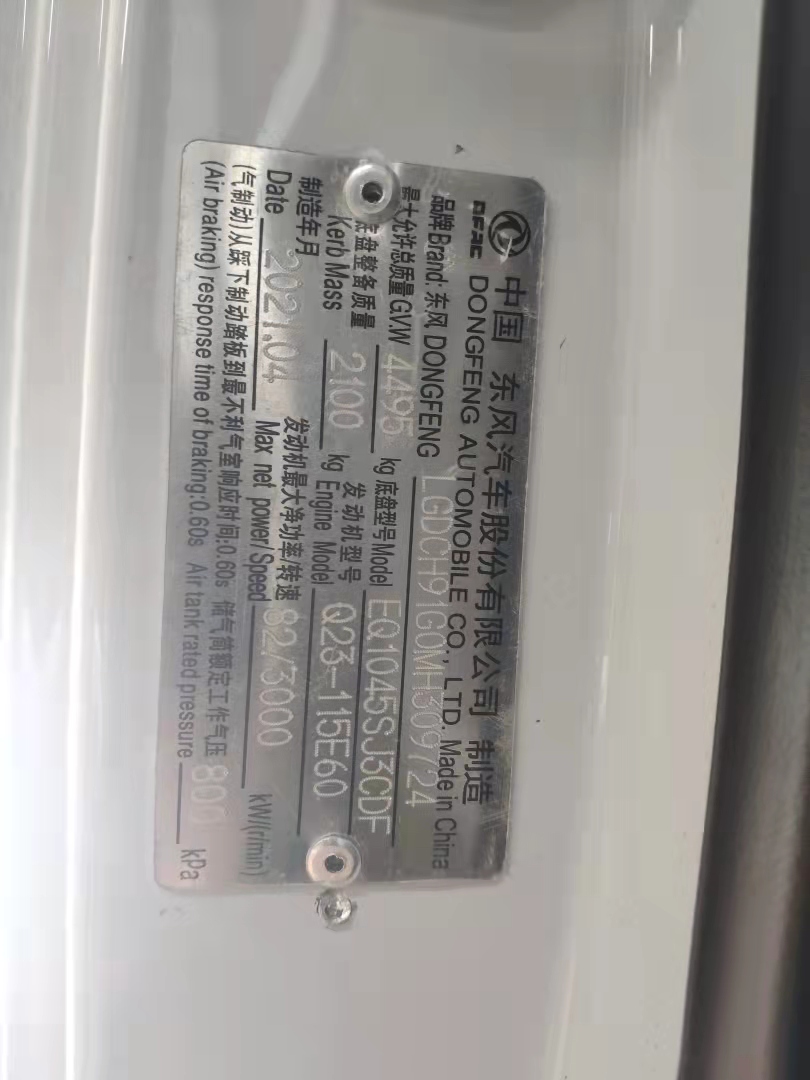 中国 东风汽车股份有限公司 制造
DFAC DONGFENG AUTOMOBILE CO., LTD. Made in China
品牌Brand: 东风 DONGFENG LGDCH91G0MH309724
最大允许总质量G.V.W 4495 kg 底盘型号Model EQ1045SJ3CDF
底盘整备质量 发动机型号
Kerb Mass 2100 kg Engine Model Q23-115E60
制造年月 发动机最大净功率/转速
Date 2021.04 Max net power/Speed 82/3000 kW/(r/min)
(气制动)从踩下制动踏板到最不利气室响应时间:0.60s 储气筒额定工作气压
(Air braking) response time of braking:0.60s Air tank rated pressure 800 kPa